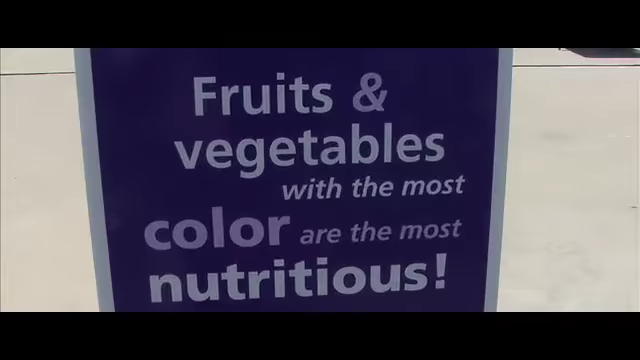 Fruits &
vegetables
with the most
color are the most
nutritious!